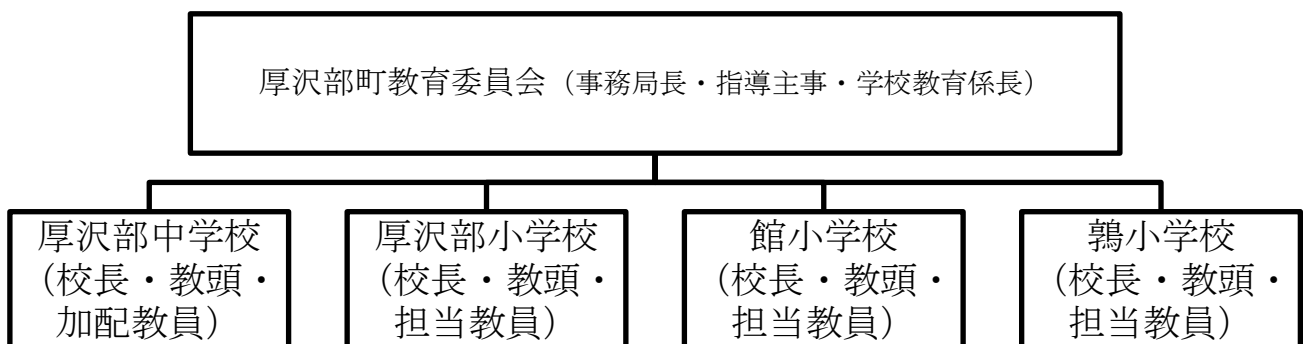 厚沢部町教育委員会（事務局長・指導主事・学校教育係長）
厚沢部中学校
（校長・教頭・
加配教員）
厚沢部小学校
（校長・教頭・
担当教員）
館小学校
（校長・教頭・
担当教員）
鶉小学校
（校長・教頭・
担当教員）